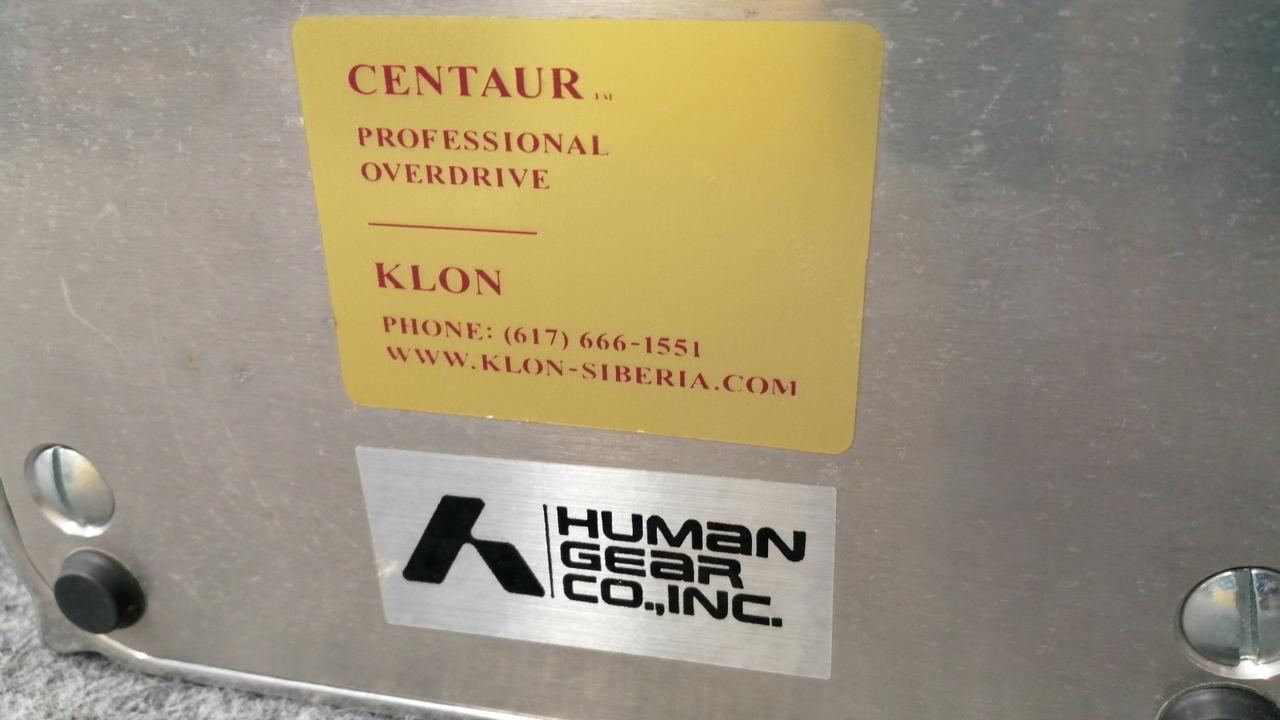 CENTAUR TM
PROFESSIONAL
OVERDRIVE
KLON
PHONE: (617) 666-1551
WWW.KLON-SIBERIA.COM
HUMAN
GEAR
CO.,INC.